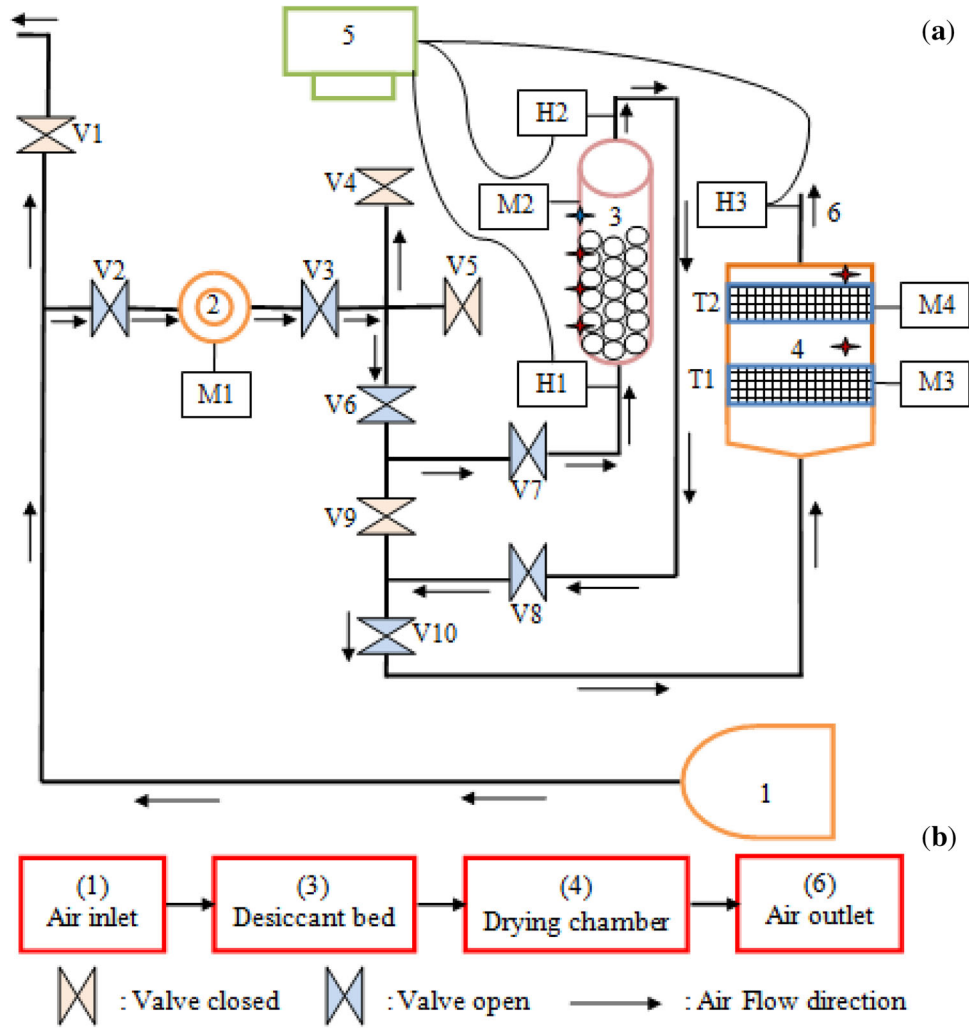 (a)
5
V1
H2
V4
M2
3
H3
6
V2
V3
V5
2
T2
M4
4
M1
H1
T1
M3
V6
V7
V9
V8
V10
1
(b)
(1)
Air inlet
(3)
Desiccant bed
(4)
Drying chamber
(6)
Air outlet
: Valve closed
: Valve open
: Air Flow direction